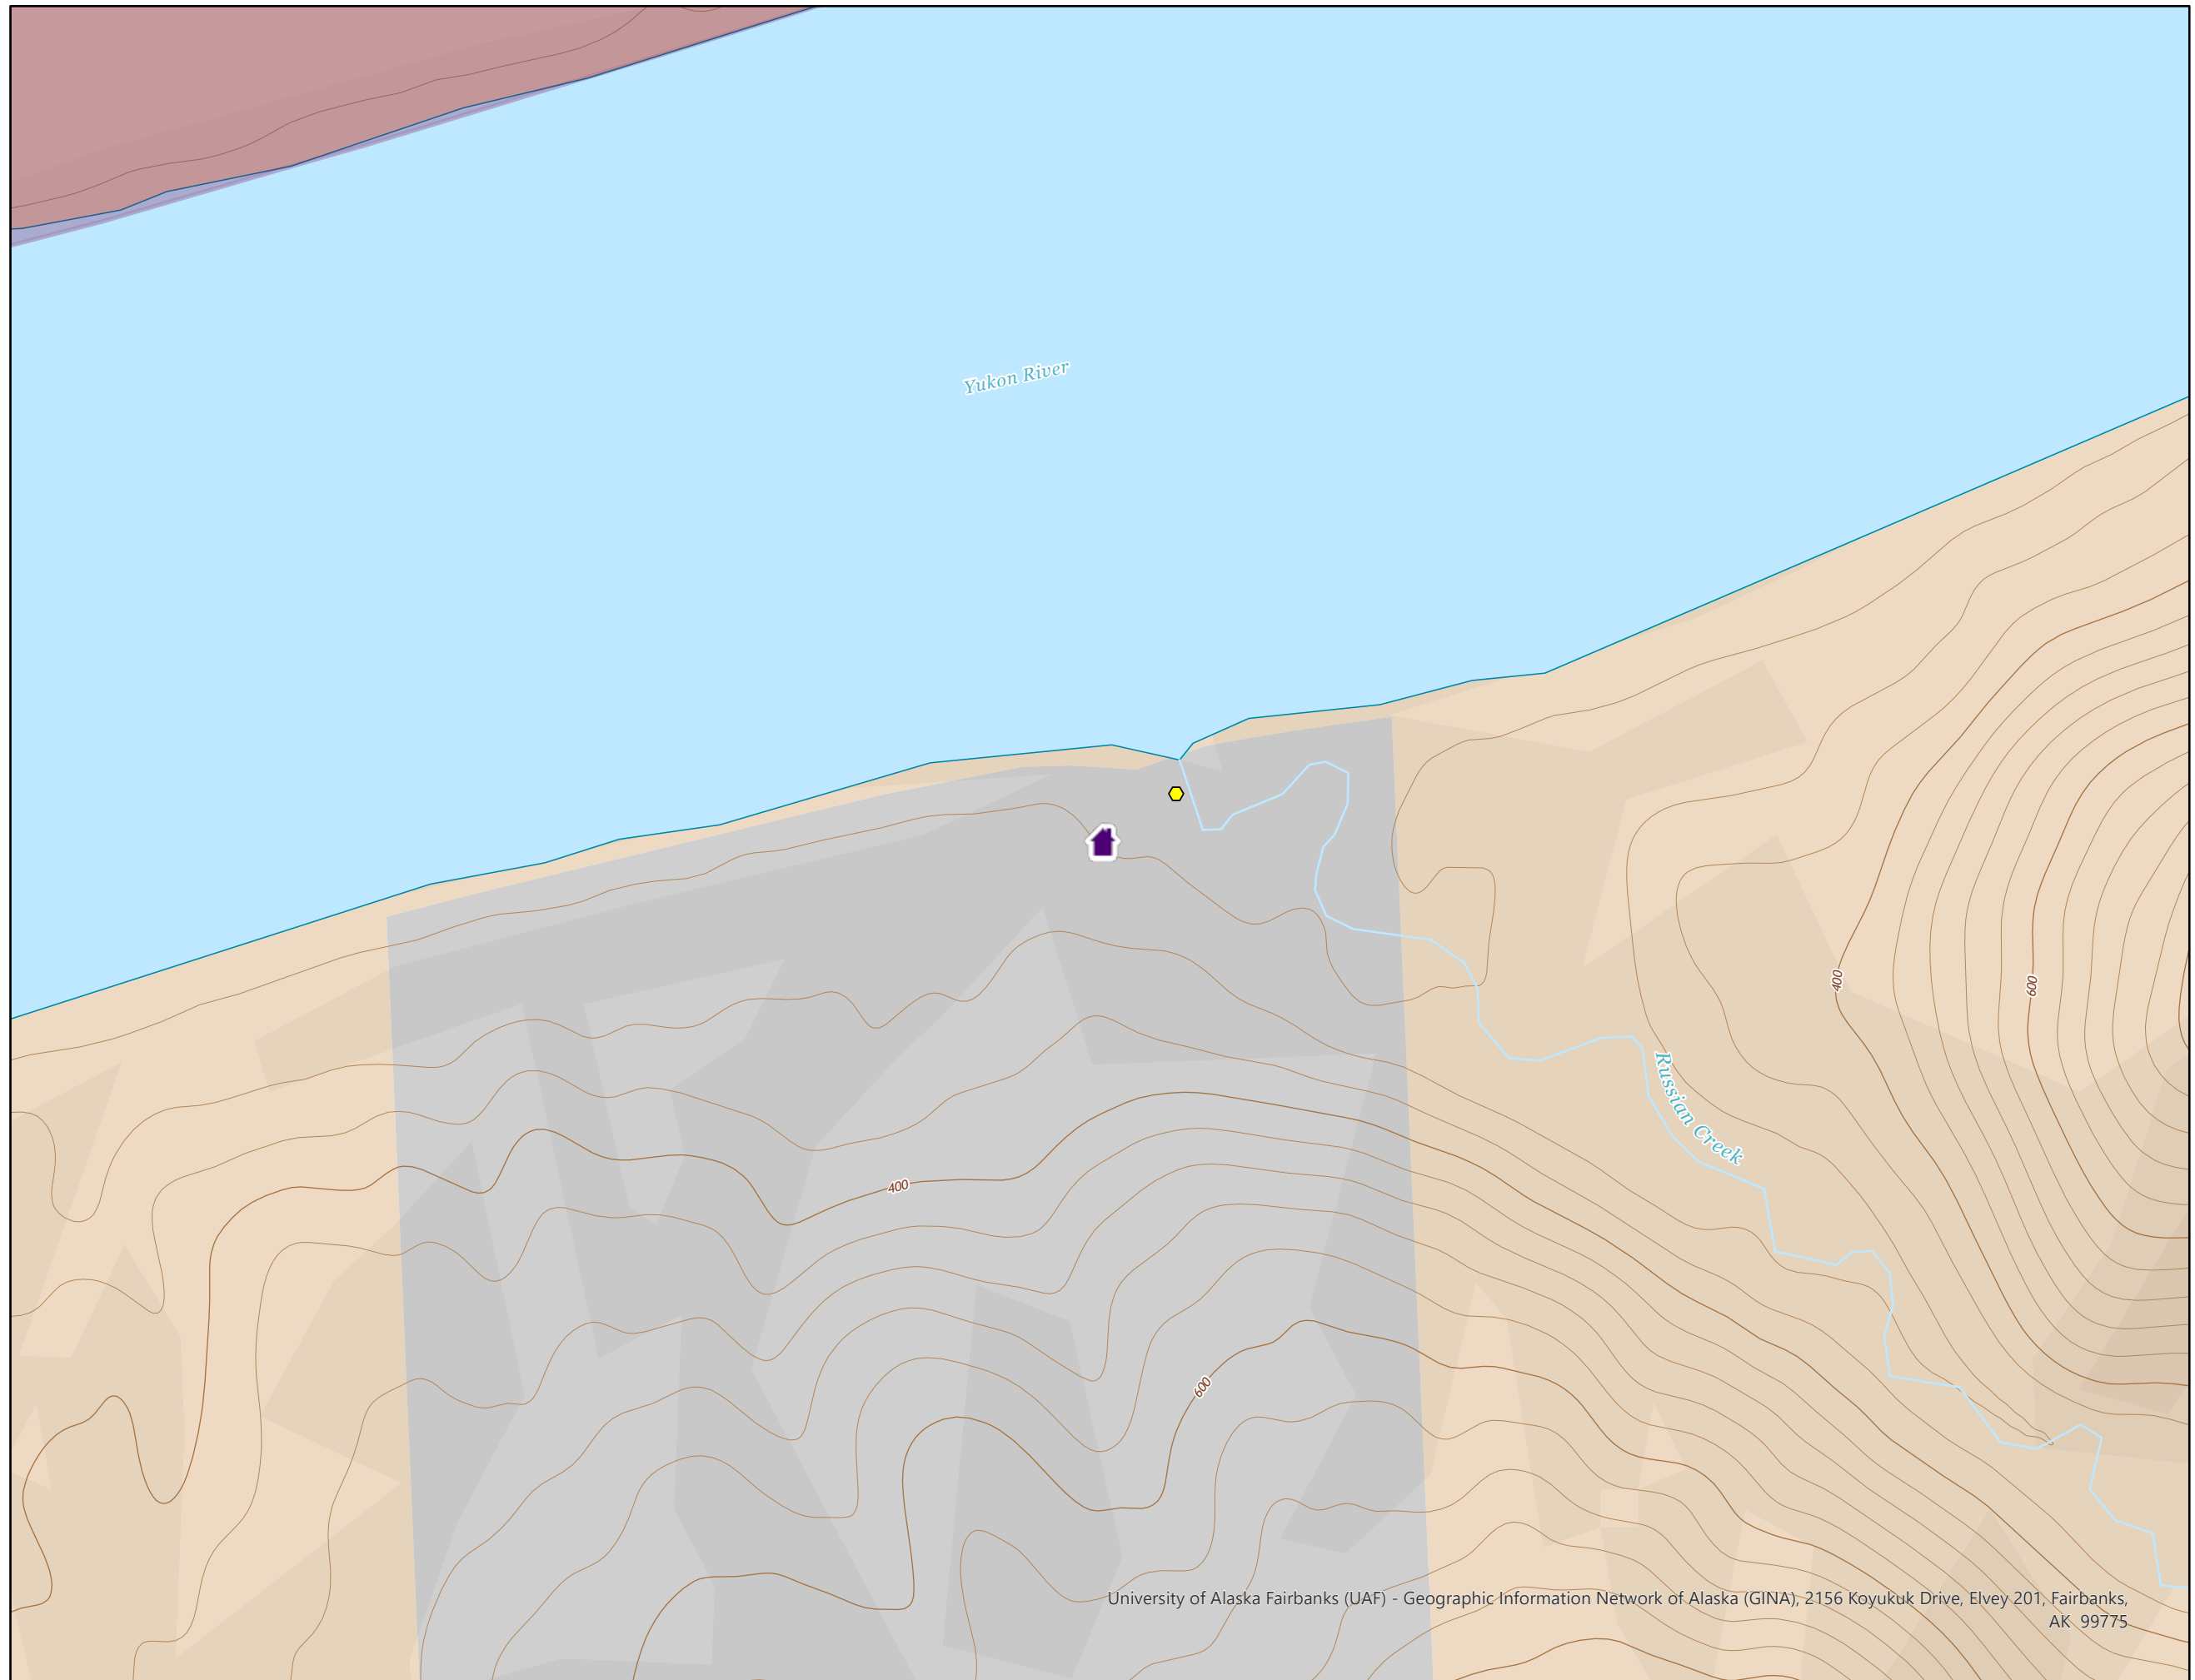 Yukon River
400
600
Russian Creek
400
600
University of Alaska Fairbanks (UAF) - Geographic Information Network of Alaska (GINA), 2156 Koyukuk Drive, Elvey 201, Fairbanks,
AK 99775